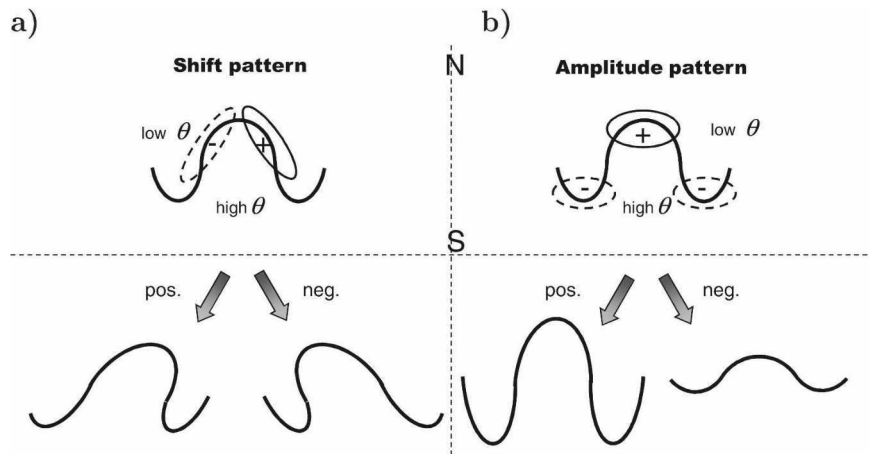 a)
Shift pattern
low θ
-
+
high θ
pos.
neg.
N
S
b)
Amplitude pattern
+
low θ
-
-
high θ
pos.
neg.